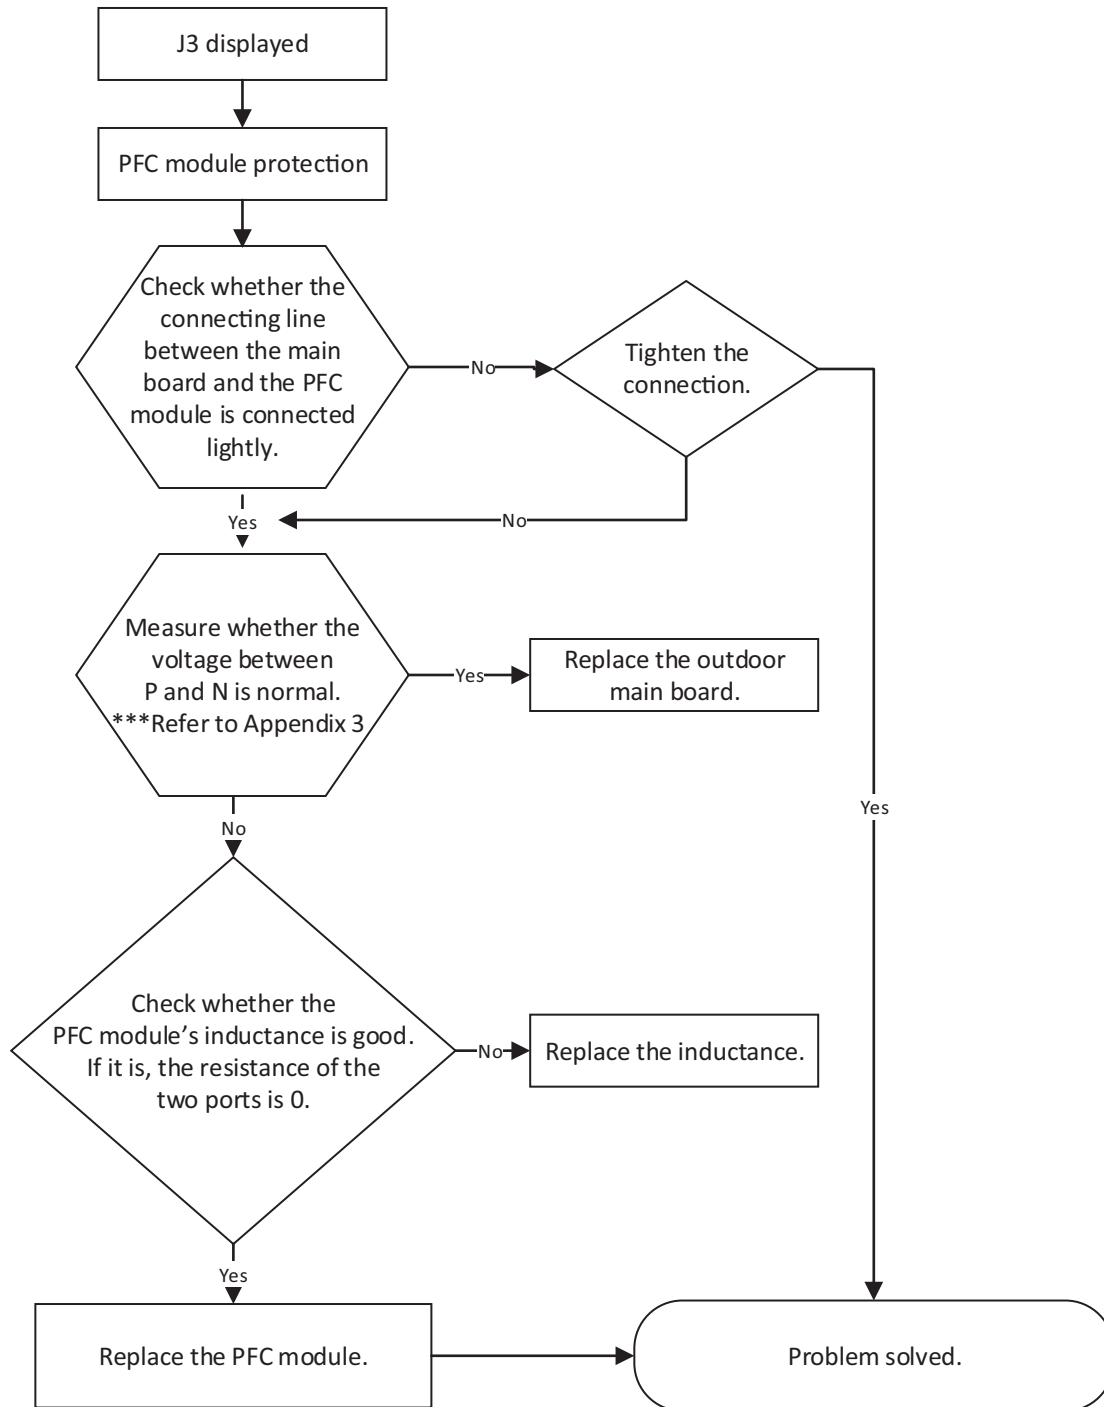 J3 displayed
PFC module protection
Check whether the
connecting line
between the main
board and the PFC
module is connected
lightly.
No
Tighten the
connection.
Yes
No
Measure whether the
voltage between
P and N is normal.
***Refer to Appendix 3
Yes
Replace the outdoor
main board.
Yes
No
Check whether the
PFC module’s inductance is good.
If it is, the resistance of the
two ports is 0.
No
Replace the inductance.
Yes
Replace the PFC module.
Problem solved.